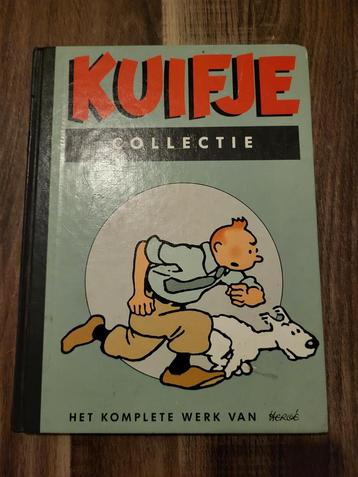 KUIFJE
COLLECTIE
HET KOMPLETE WERK VAN HERGÉ